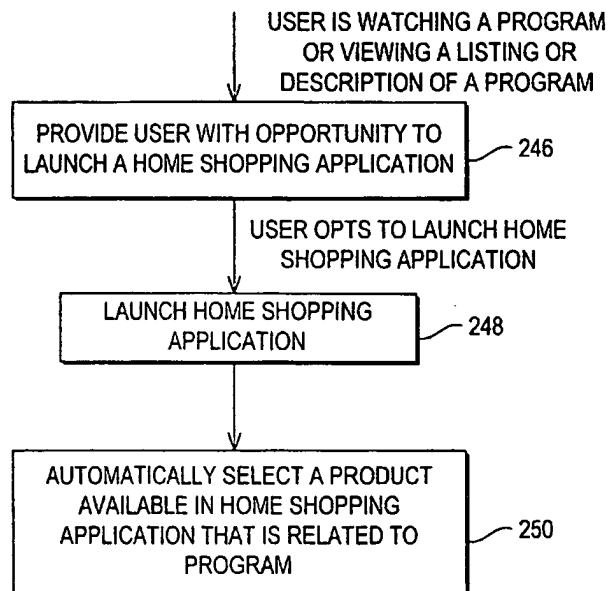 USER IS WATCHING A PROGRAM
OR VIEWING A LISTING OR
DESCRIPTION OF A PROGRAM
PROVIDE USER WITH OPPORTUNITY TO
LAUNCH A HOME SHOPPING APPLICATION
246
USER OPTS TO LAUNCH HOME
SHOPPING APPLICATION
LAUNCH HOME SHOPPING
APPLICATION
248
AUTOMATICALLY SELECT A PRODUCT
AVAILABLE IN HOME SHOPPING
APPLICATION THAT IS RELATED TO
PROGRAM
250